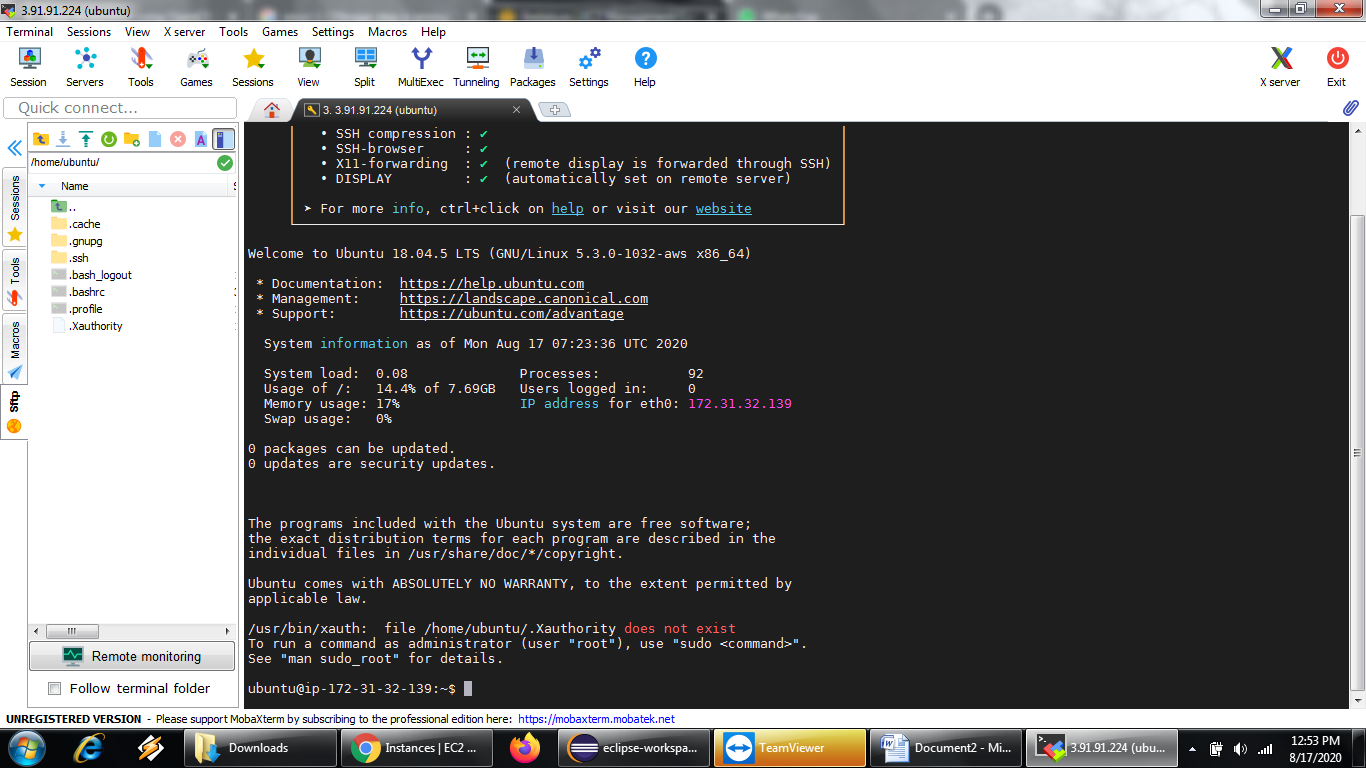 3.91.91.224 (ubuntu)
Terminal Sessions View X server Tools Games Settings Macros Help
Session Servers Tools Games Sessions View Split MultiExec Tunneling Packages Settings Help X server Exit
Quick connect...
3. 3.91.91.224 (ubuntu)
Sessions
Tools
Macros
Sftp
/home/ubuntu/
Name
..
.cache
.gnupg
.ssh
.bash_logout
.bashrc
.profile
.Xauthority
Remote monitoring
Follow terminal folder
• SSH compression : ✔
• SSH-browser : ✔
• X11-forwarding : ✔ (remote display is forwarded through SSH)
• DISPLAY : ✔ (automatically set on remote server)
➤ For more info, ctrl+click on help or visit our website
Welcome to Ubuntu 18.04.5 LTS (GNU/Linux 5.3.0-1032-aws x86_64)
* Documentation: https://help.ubuntu.com
* Management: https://landscape.canonical.com
* Support: https://ubuntu.com/advantage
System information as of Mon Aug 17 07:23:36 UTC 2020
System load: 0.08 Processes: 92
Usage of /: 14.4% of 7.69GB Users logged in: 0
Memory usage: 17% IP address for eth0: 172.31.32.139
Swap usage: 0%
0 packages can be updated.
0 updates are security updates.
The programs included with the Ubuntu system are free software;
the exact distribution terms for each program are described in the
individual files in /usr/share/doc/*/copyright.
Ubuntu comes with ABSOLUTELY NO WARRANTY, to the extent permitted by
applicable law.
/usr/bin/xauth: file /home/ubuntu/.Xauthority does not exist
To run a command as administrator (user "root"), use "sudo <command>".
See "man sudo_root" for details.
ubuntu@ip-172-31-32-139:~$
UNREGISTERED VERSION - Please support MobaXterm by subscribing to the professional edition here: https://mobaxterm.mobatek.net
Downloads
Instances | EC2 ...
eclipse-workspa...
TeamViewer
Document2 - Mi...
3.91.91.224 (ubu...
12:53 PM
8/17/2020